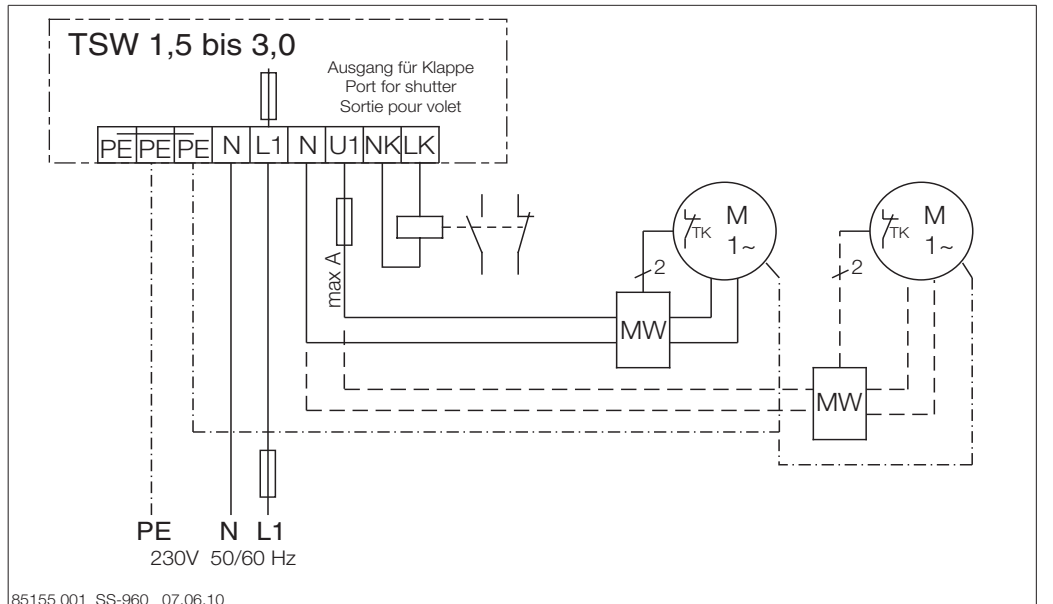 TSW 1,5 bis 3,0
Ausgang für Klappe
Port for shutter
Sortie pour volet
PE PE PE N L1 N U1 NK LK
max A
TK M 1~
2
MW
TK M 1~
2
MW
PE N L1
230V 50/60 Hz
85155 001 SS-960 07.06.10